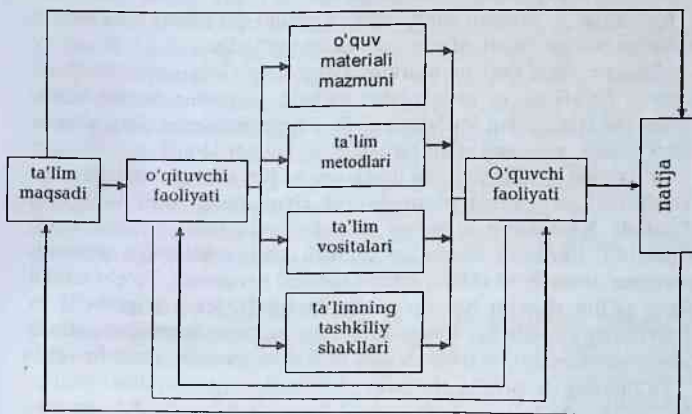 o'quv
materiali
mazmuni
ta'lim
metodlari
ta'lim
maqsadi
o'qituvchi
faoliyati
O'quvchi
faoliyati
natija
ta'lim
vositalari
ta'limning
tashkiliy
shakllari